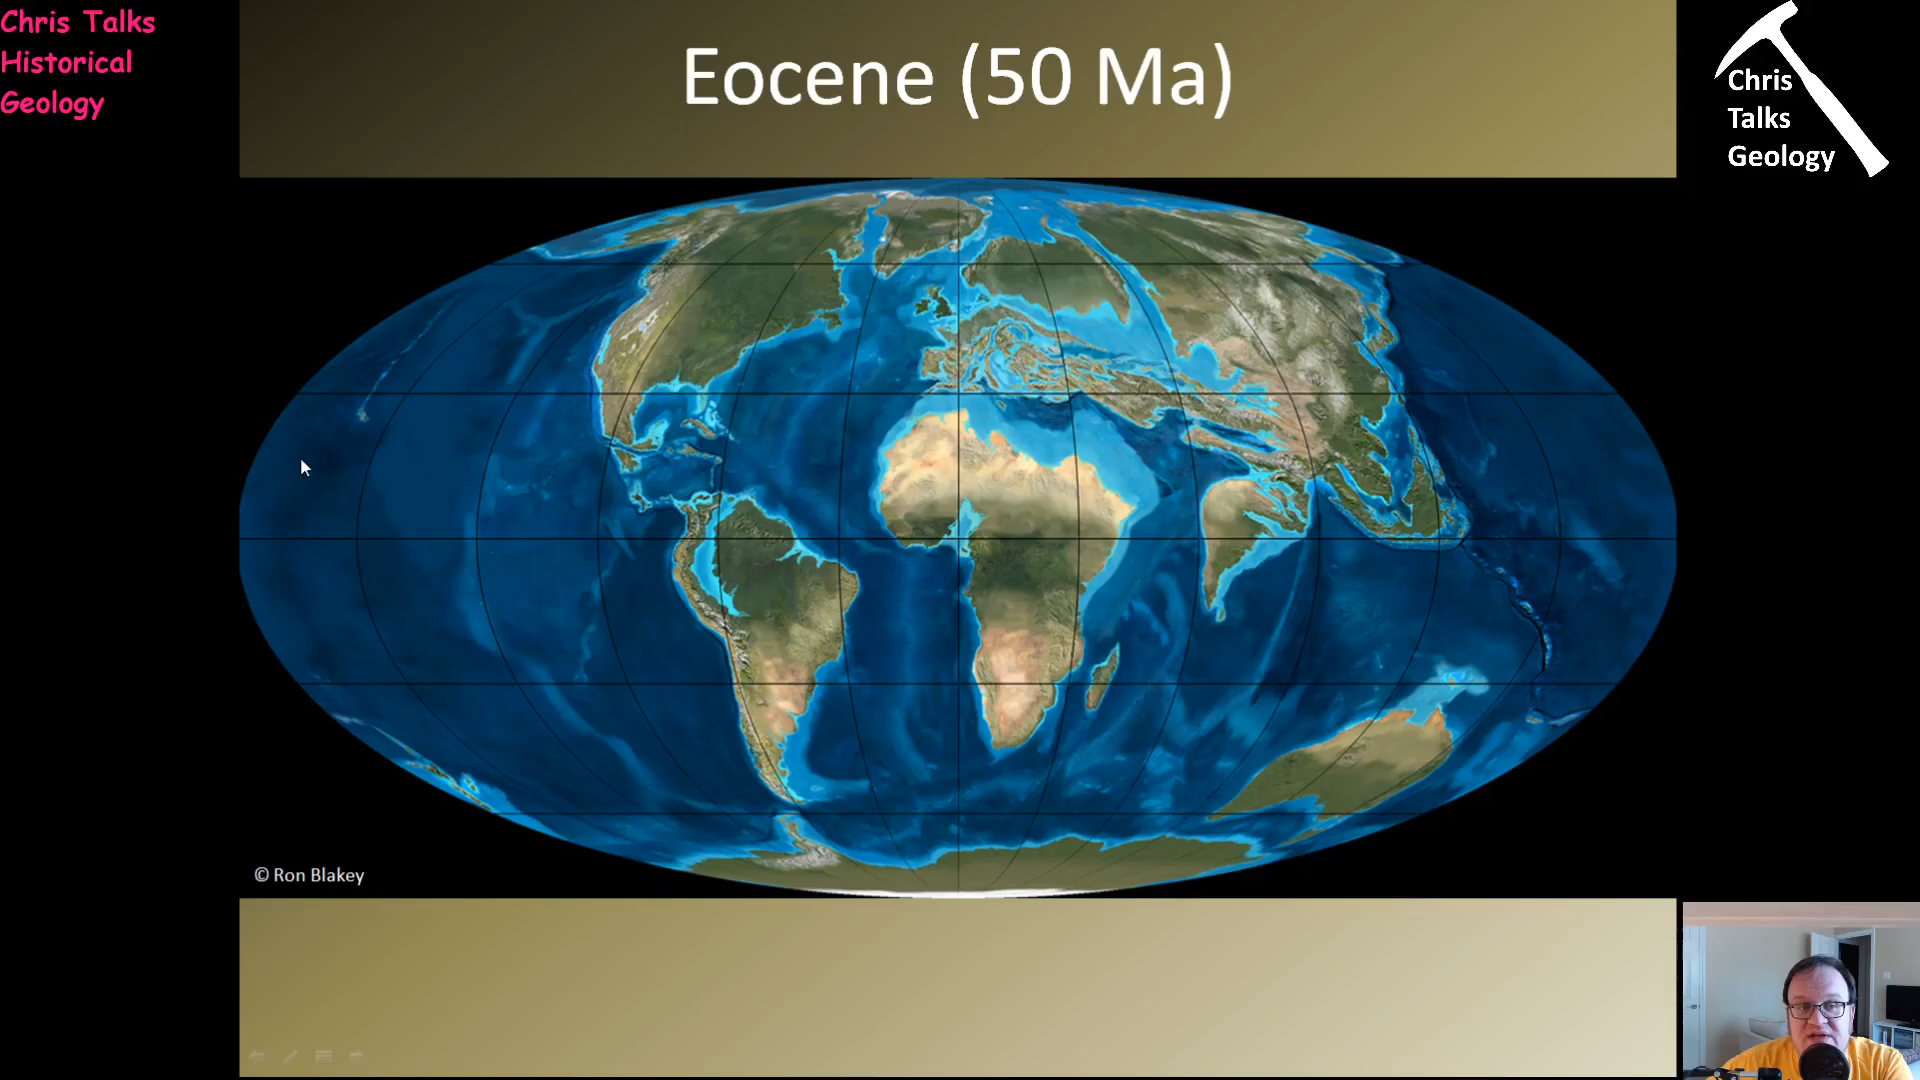 Chris Talks
Historical
Geology
Eocene (50 Ma)
Chris
Talks
Geology
© Ron Blakey